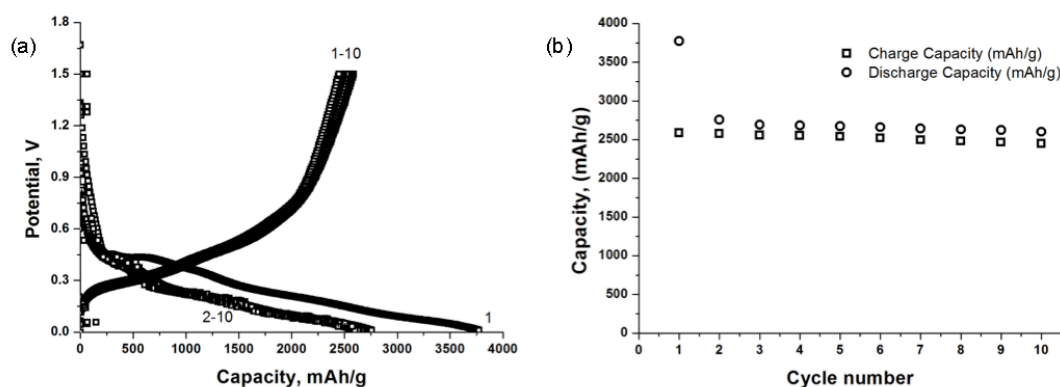 (a)
1.8
1.5
1.2
0.9
0.6
0.3
0.0
Potential, V
1-10
2-10
1
0 500 1000 1500 2000 2500 3000 3500 4000
Capacity, mAh/g
(b)
4000
3500
3000
2500
2000
1500
1000
500
0
Capacity, (mAh/g)
Charge Capacity (mAh/g)
Discharge Capacity (mAh/g)
0 1 2 3 4 5 6 7 8 9 10
Cycle number